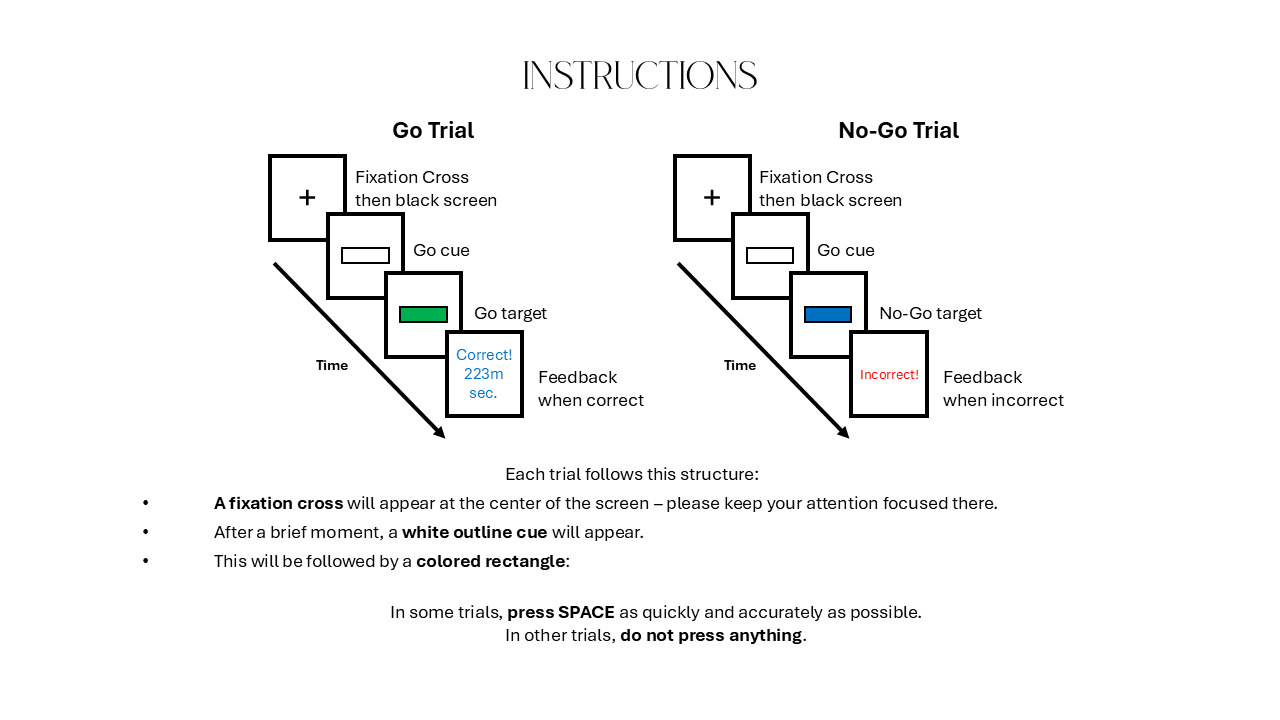 INSTRUCTIONS
Go Trial
Fixation Cross
then black screen
Go cue
Go target
Correct!
223m
sec.
Feedback
when correct
Time
No-Go Trial
Fixation Cross
then black screen
Go cue
No-Go target
Incorrect!
Feedback
when incorrect
Time
Each trial follows this structure:
• A fixation cross will appear at the center of the screen – please keep your attention focused there.
• After a brief moment, a white outline cue will appear.
• This will be followed by a colored rectangle:
In some trials, press SPACE as quickly and accurately as possible.
In other trials, do not press anything.